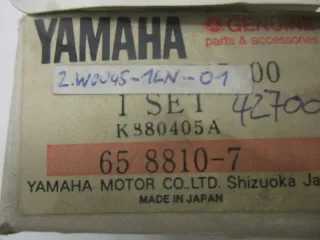 YAMAHA
GENUINE
parts & accessories
2.W0045-1LN-01
00
1 SET
42700
K880405A
65 8810-7
YAMAHA MOTOR CO.,LTD. Shizuoka Ja
MADE IN JAPAN